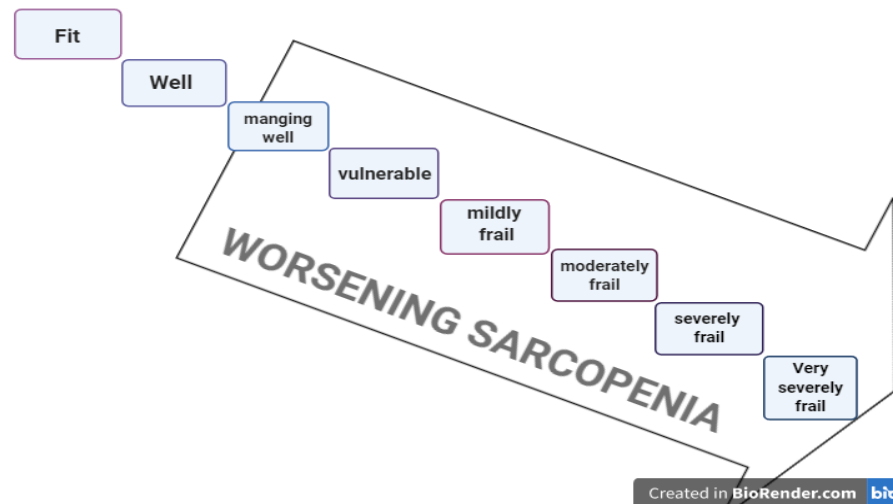 Fit
Well
manging
well
vulnerable
mildly
frail
moderately
frail
severely
frail
Very
severely
frail
WORSENING SARCOPENIA
Created in BioRender.com bio